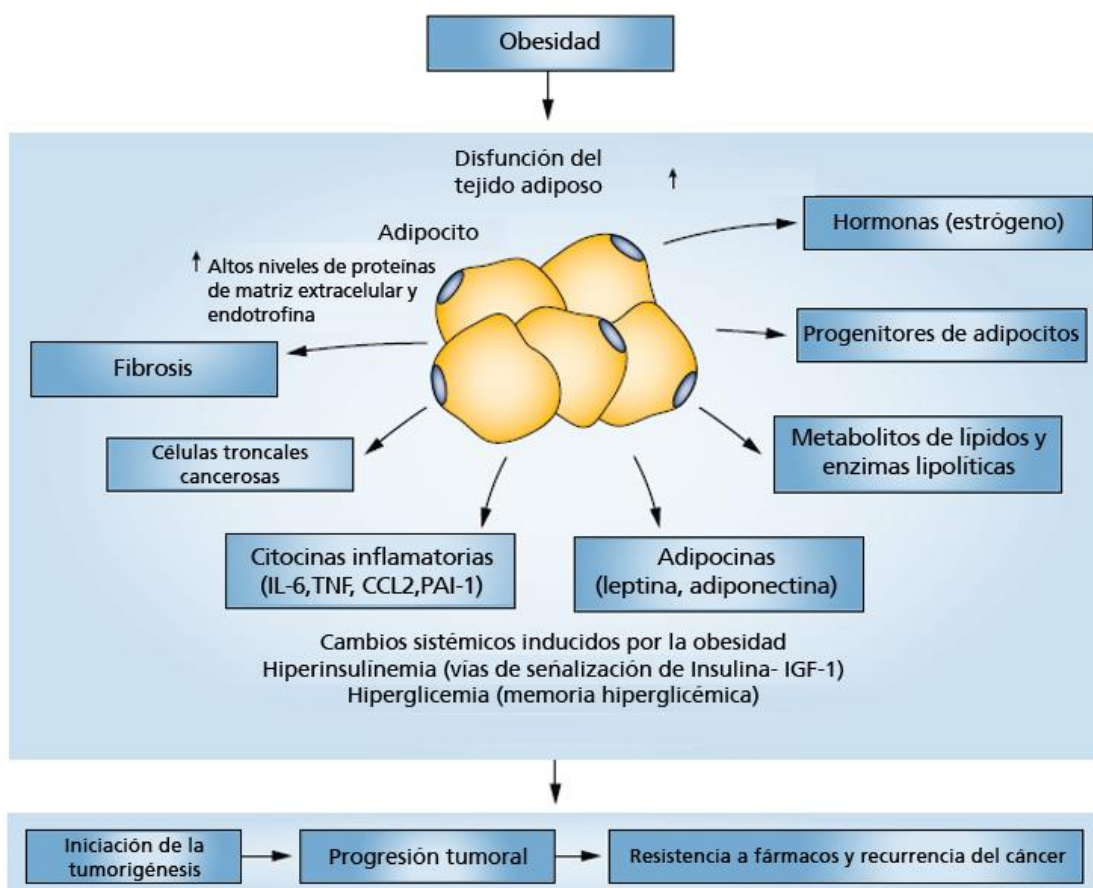 Obesidad
Disfunción del
tejido adiposo ↑
Adipocito
↑ Altos niveles de proteínas
de matriz extracelular y
endotrofina
Hormonas (estrógeno)
Progenitores de adipocitos
Fibrosis
Metabolitos de lípidos y
enzimas lipolíticas
Células troncales
cancerosas
Citocinas inflamatorias
(IL-6,TNF, CCL2,PAI-1)
Adipocinas
(leptina, adiponectina)
Cambios sistémicos inducidos por la obesidad
Hiperinsulínemia (vías de señalización de Insulina- IGF-1)
Hiperglicemia (memoria hiperglicémica)
Iniciación de la
tumorigénesis
Progresión tumoral
Resistencia a fármacos y recurrencia del cáncer